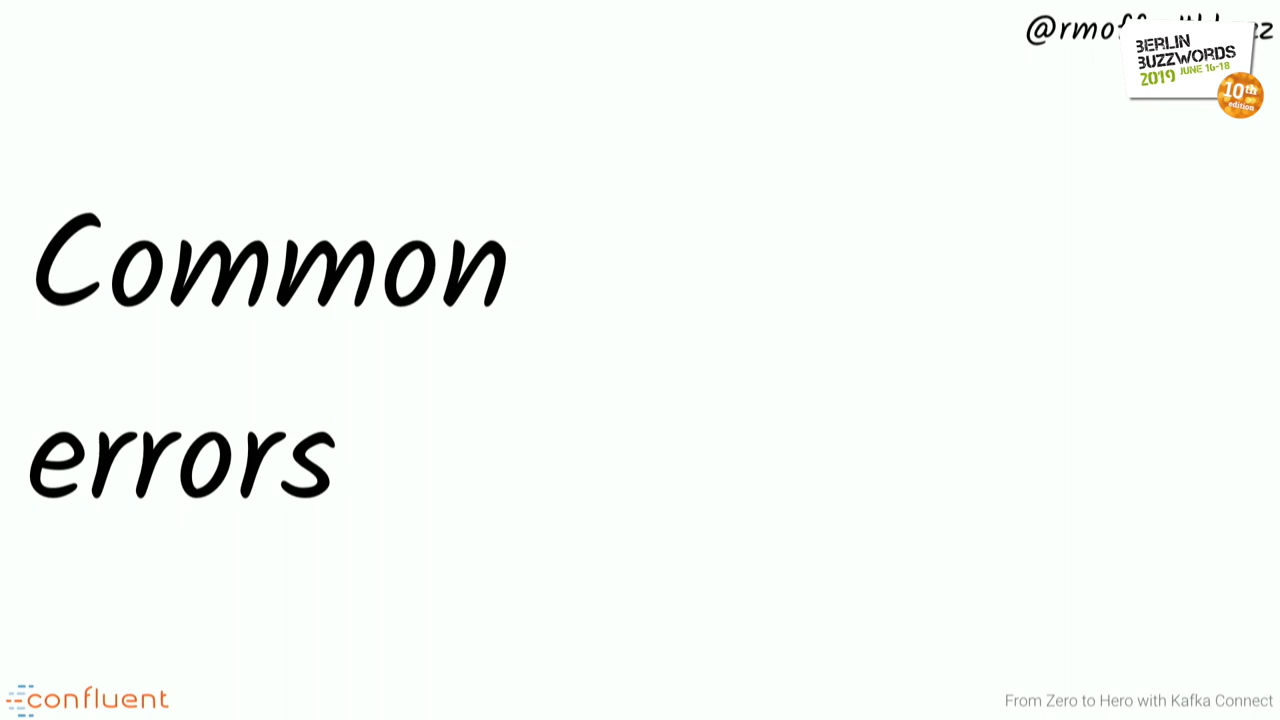 BERLIN
BUZZWORDS
2019 JUNE 16-18
10th
edition
Common
errors
confluent
From Zero to Hero with Kafka Connect